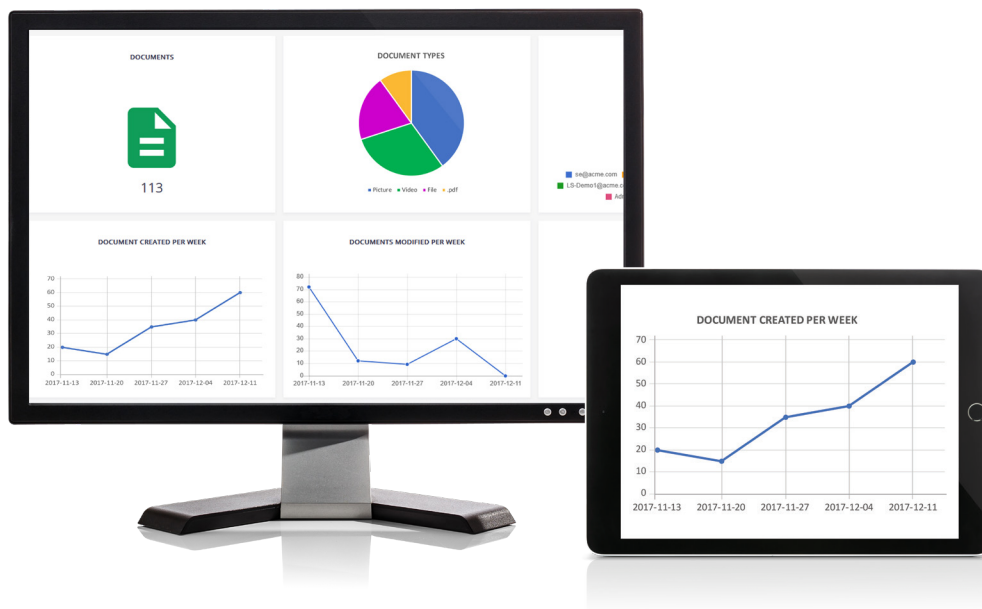 DOCUMENTS
113
DOCUMENT TYPES
Picture Video File .pdf
se@acme.com
LS-Demo1@acme.c
DOCUMENT CREATED PER WEEK
70
60
50
40
30
20
10
0
2017-11-13 2017-11-20 2017-11-27 2017-12-04 2017-12-11
DOCUMENTS MODIFIED PER WEEK
80
70
60
50
40
30
20
10
0
2017-11-13 2017-11-20 2017-11-27 2017-12-04 2017-12-11
DOCUMENT CREATED PER WEEK
70
60
50
40
30
20
10
0
2017-11-13 2017-11-20 2017-11-27 2017-12-04 2017-12-11